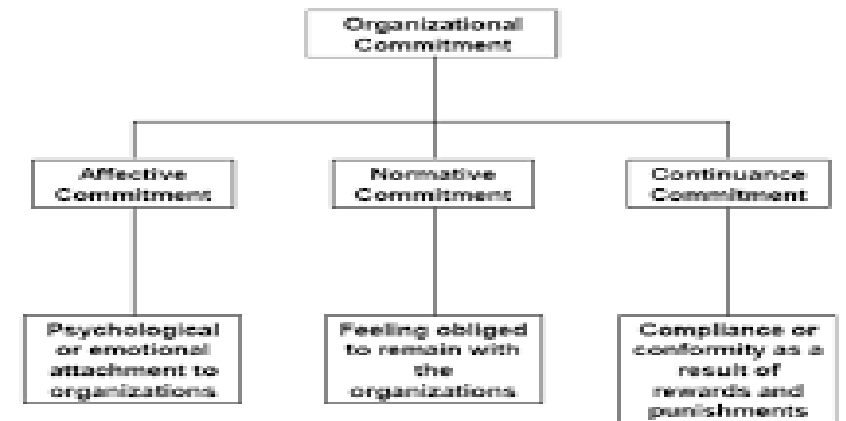 Organizational
Commitment
Affective
Commitment
Normative
Commitment
Continuance
Commitment
Psychological
or emotional
attachment to
organizations
Feeling obliged
to remain with
the
organizations
Compliance or
conformity as a
result of
rewards and
punishments